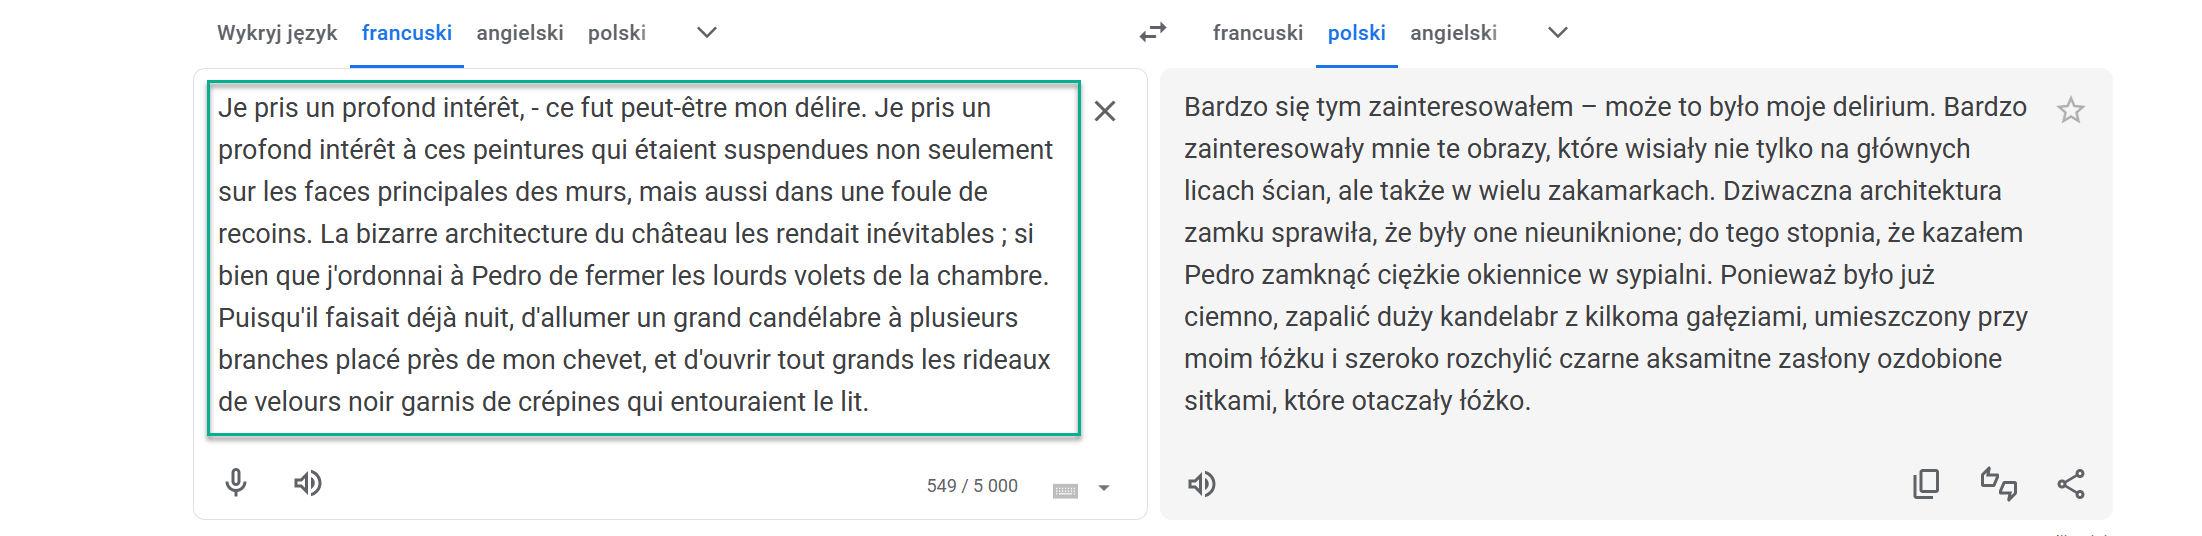 Wykryj język francuski angielski polski
francuski polski angielski
Je pris un profond intérêt, - ce fut peut-être mon délire. Je pris un
profond intérêt à ces peintures qui étaient suspendues non seulement
sur les faces principales des murs, mais aussi dans une foule de
recoins. La bizarre architecture du château les rendait inévitables ; si
bien que j'ordonnai à Pedro de fermer les lourds volets de la chambre.
Puisqu'il faisait déjà nuit, d'allumer un grand candélabre à plusieurs
branches placé près de mon chevet, et d'ouvrir tout grands les rideaux
de velours noir garnis de crépines qui entouraient le lit.
549 / 5 000
Bardzo się tym zainteresowałem – może to było moje delirium. Bardzo
zainteresowały mnie te obrazy, które wisiały nie tylko na głównych
licach ścian, ale także w wielu zakamarkach. Dziwaczna architektura
zamku sprawiła, że były one nieuniknione; do tego stopnia, że kazałem
Pedro zamknąć ciężkie okiennice w sypialni. Ponieważ było już
ciemno, zapalić duży kandelabr z kilkoma gałęziami, umieszczony przy
moim łóżku i szeroko rozchylić czarne aksamitne zasłony ozdobione
sitkami, które otaczały łóżko.